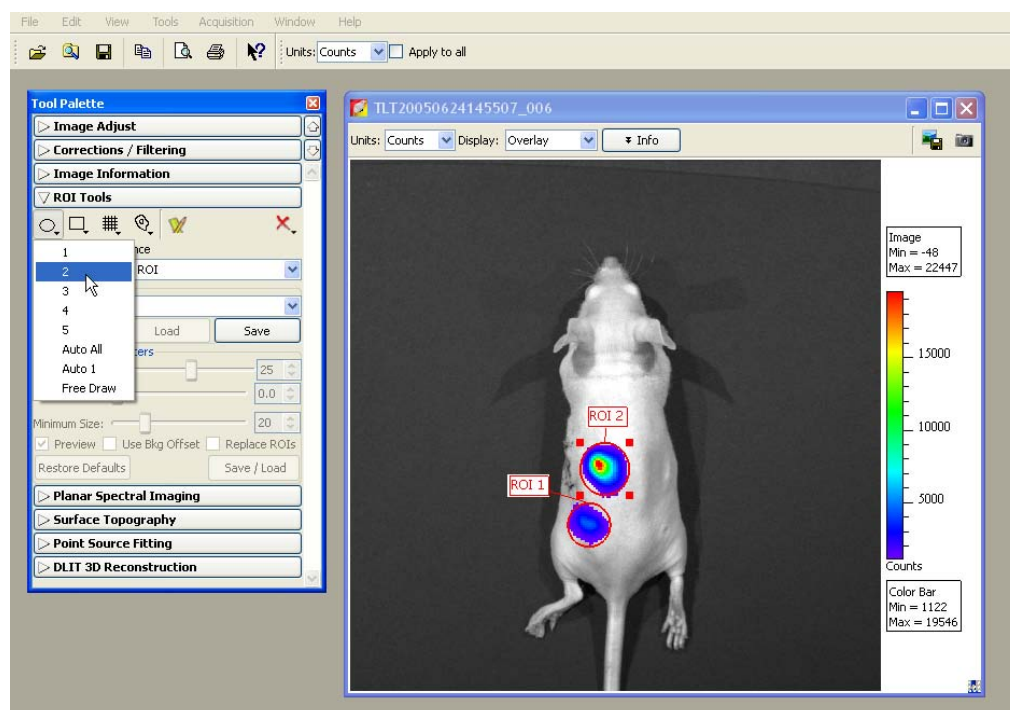 File Edit View Tools Acquisition Window Help
Units: Counts Apply to all
Tool Palette
Image Adjust
Corrections / Filtering
Image Information
ROI Tools
1
2
3
4
5
Auto All
Auto 1
Free Draw
ROI
Load Save
25
0.0
Minimum Size: 20
Preview Use Bkg Offset Replace ROIs
Restore Defaults Save / Load
Planar Spectral Imaging
Surface Topography
Point Source Fitting
DLIT 3D Reconstruction
TLT20050624145507_006
Units: Counts Display: Overlay Info
ROI 2
ROI 1
Image
Min = -48
Max = 22447
15000
10000
5000
Counts
Color Bar
Min = 1122
Max = 19546